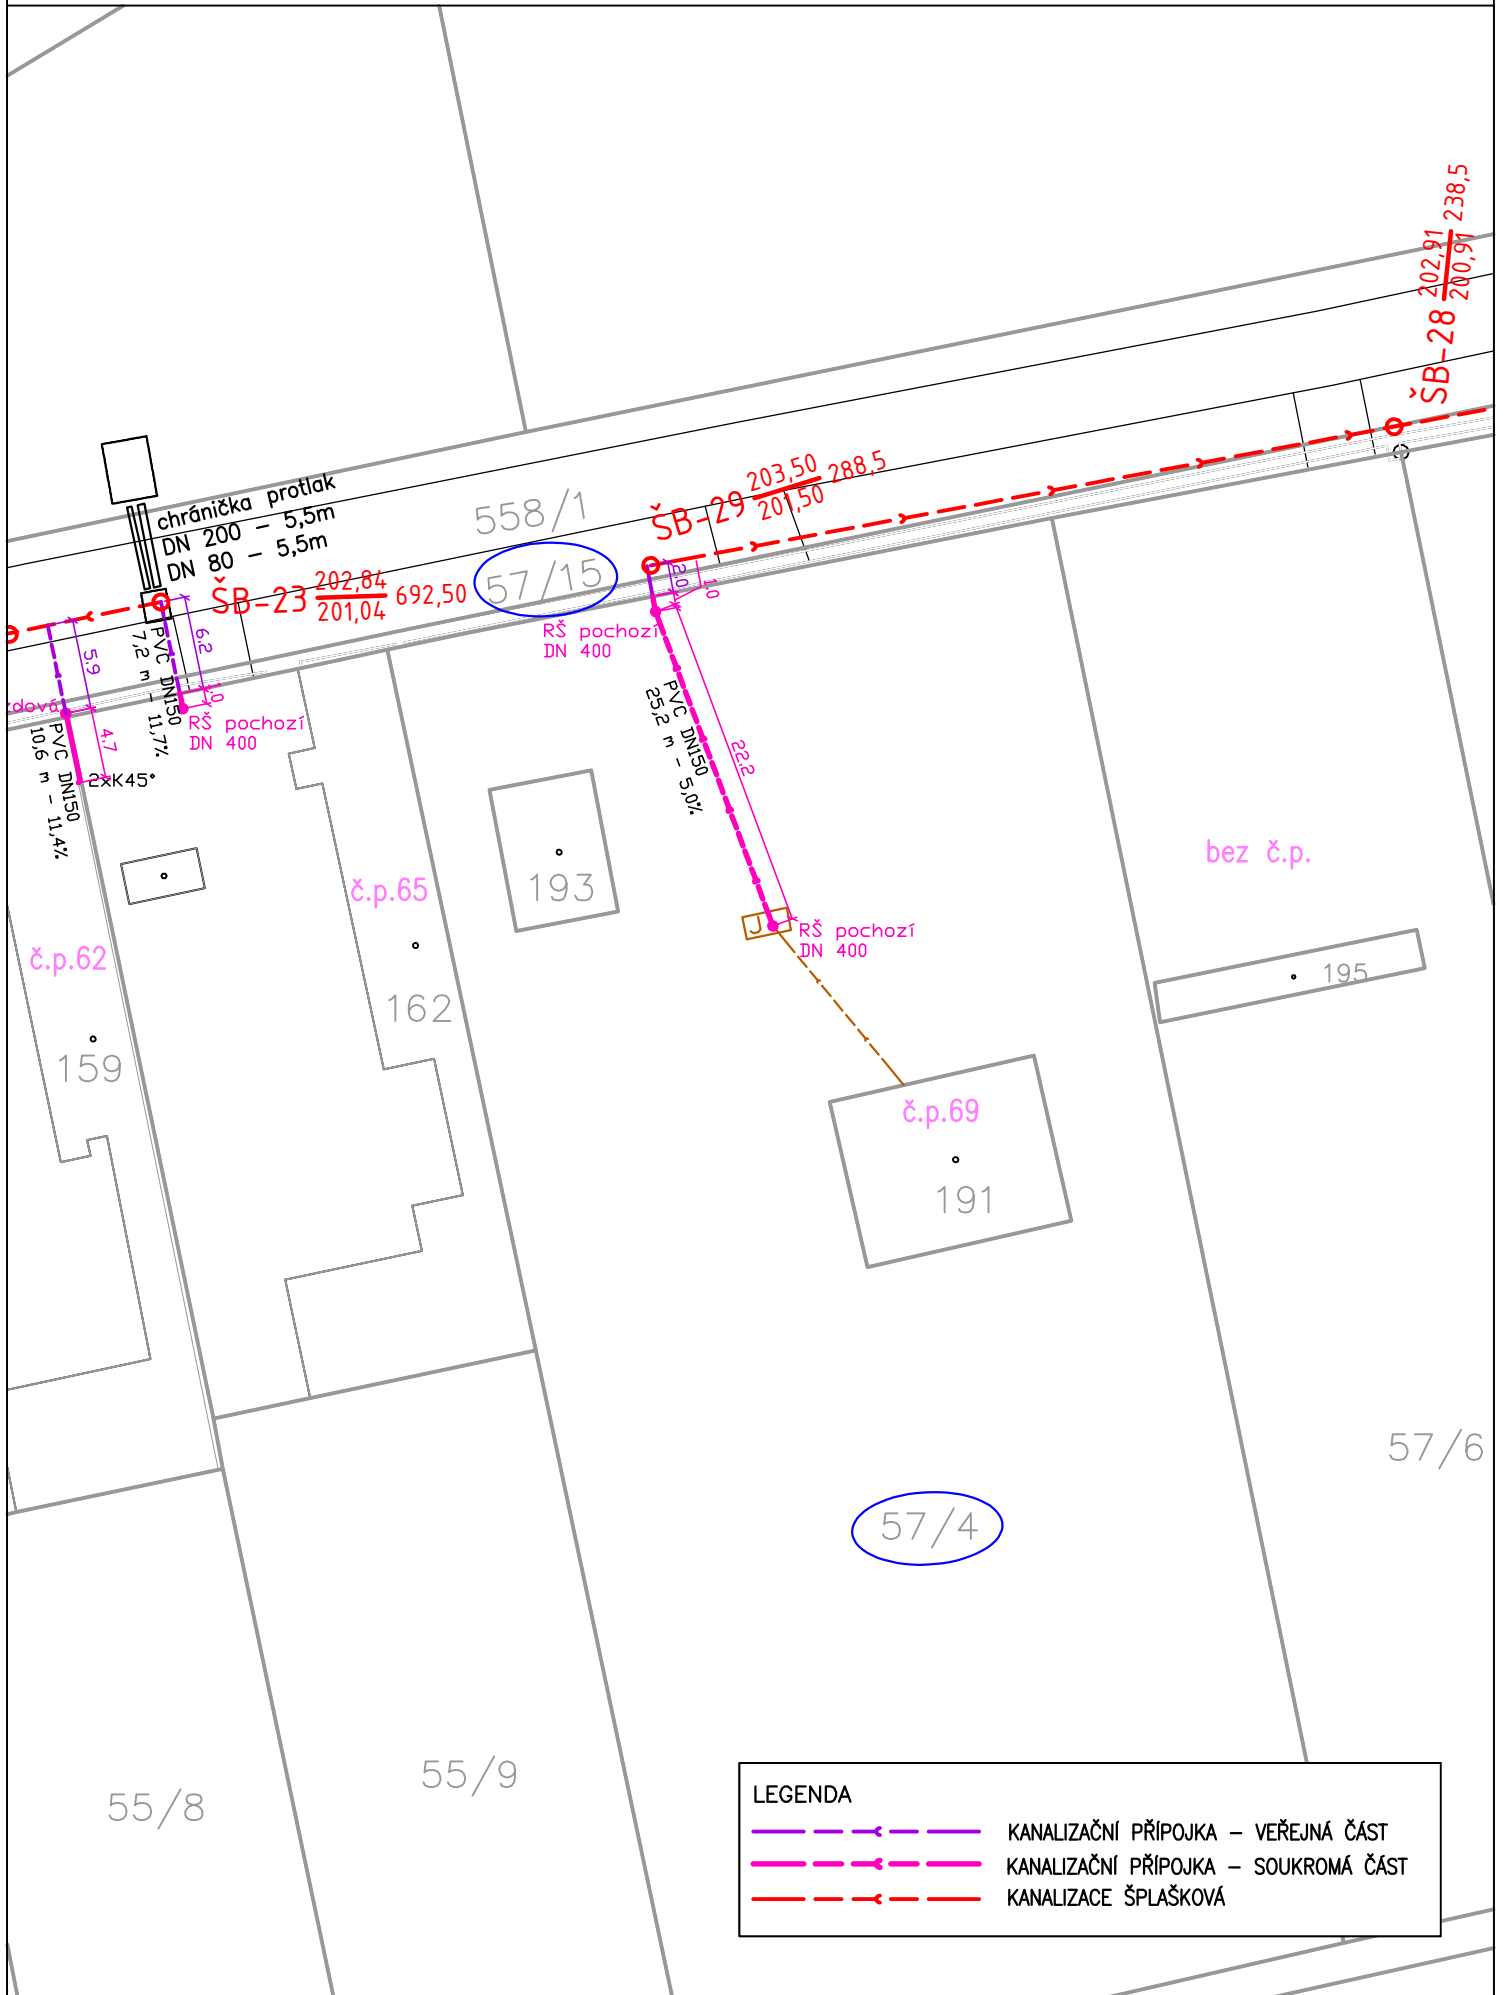 ŠB-28 202,91 238,5
200,91
ŠB-29 203,50 288,5
201,50
558/1
57/15
chránička protlak
DN 200 - 5,5m
DN 80 - 5,5m
ŠB-23 202,84 692,50
201,04
2,0
1,0
RŠ pochozí
DN 400
6,2
1,0
PVC DN150
7,2 m - 11,7%
RŠ pochozí
DN 400
5,9
4,7
PVC DN150
10,6 m - 11,4%
2xK45°
PVC DN150
25,2 m - 5,0%
22,2
J
RŠ pochozí
DN 400
bez č.p.
193
č.p.65
č.p.62
195
162
159
č.p.69
191
57/6
57/4
55/9
55/8
LEGENDA
KANALIZAČNÍ PŘÍPOJKA - VEŘEJNÁ ČÁST
KANALIZAČNÍ PŘÍPOJKA - SOUKROMÁ ČÁST
KANALIZACE ŠPLAŠKOVÁ